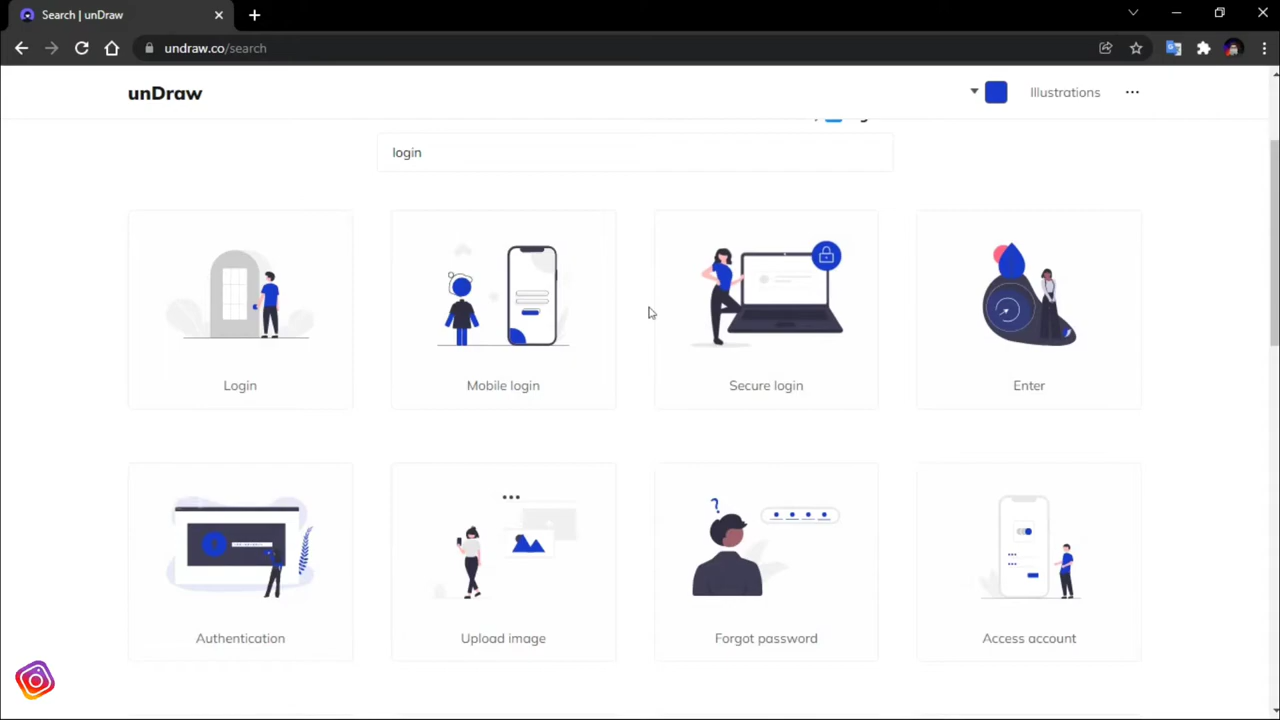 Search | unDraw
undraw.co/search
unDraw
Illustrations
login
Login
Mobile login
Secure login
Enter
Authentication
Upload image
Forgot password
Access account